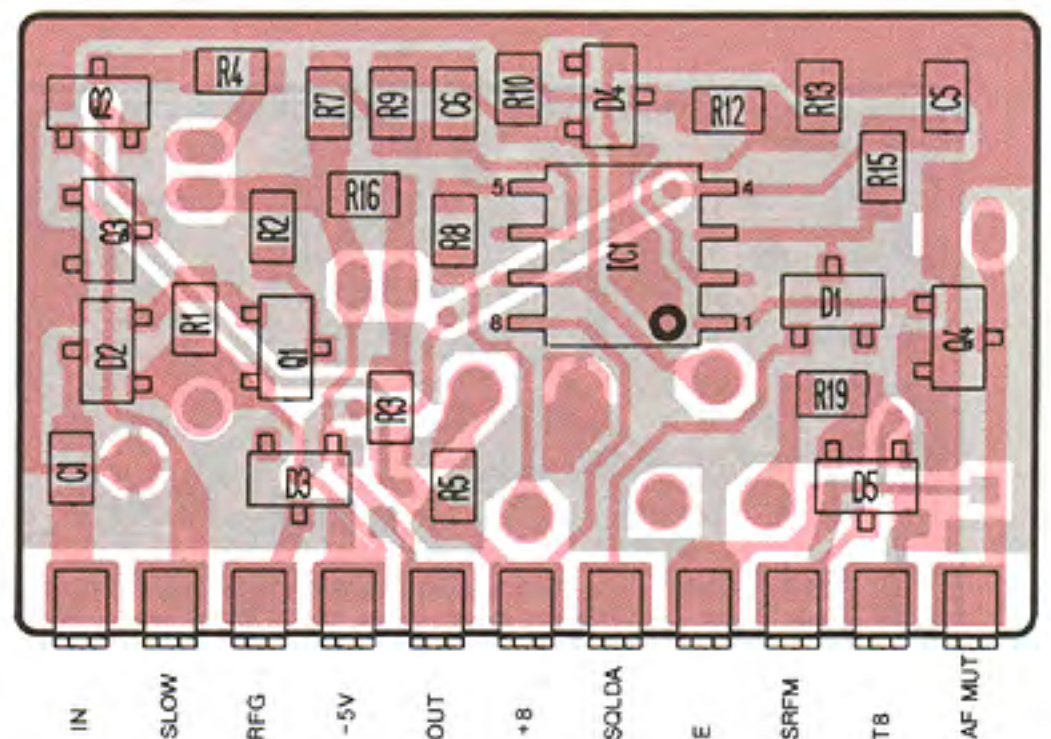 R4
R7
R9
C6
R10
D4
R12
R13
C5
R15
Q3
R2
R16
R8
5
4
IC1
8
1
D1
Q4
D2
R1
Q1
R3
R19
C1
D3
R5
D5
IN
SLOW
RFG
-5V
OUT
+8
SQLDA
E
SRFM
T8
AF MUT